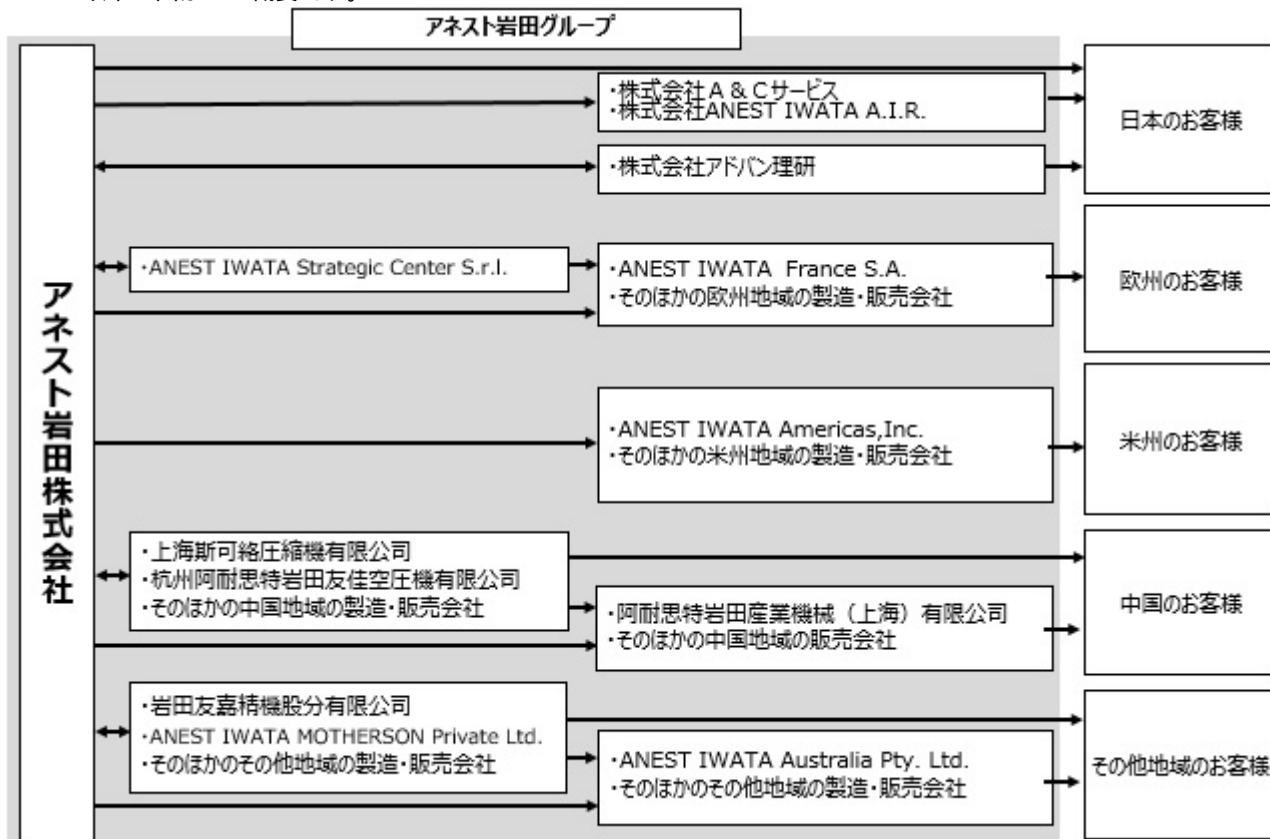 アネスト岩田グループ
アネスト岩田株式会社
・株式会社A & Cサービス
・株式会社ANEST IWATA A.I.R.
日本のお客様
・株式会社アドバン理研
・ANEST IWATA Strategic Center S.r.l.
・ANEST IWATA France S.A.
・そのほかの欧州地域の製造・販売会社
欧州のお客様
・ANEST IWATA Americas,Inc.
・そのほかの米州地域の製造・販売会社
米州のお客様
・上海斯可絡圧縮機有限公司
・杭州阿耐思特岩田友佳空圧機有限公司
・そのほかの中国地域の製造・販売会社
・阿耐思特岩田産業機械（上海）有限公司
・そのほかの中国地域の販売会社
中国のお客様
・岩田友嘉精機股分有限公司
・ANEST IWATA MOTHERSON Private Ltd.
・そのほかのその他地域の製造・販売会社
・ANEST IWATA Australia Pty. Ltd.
・そのほかのその他地域の製造・販売会社
その他地域のお客様